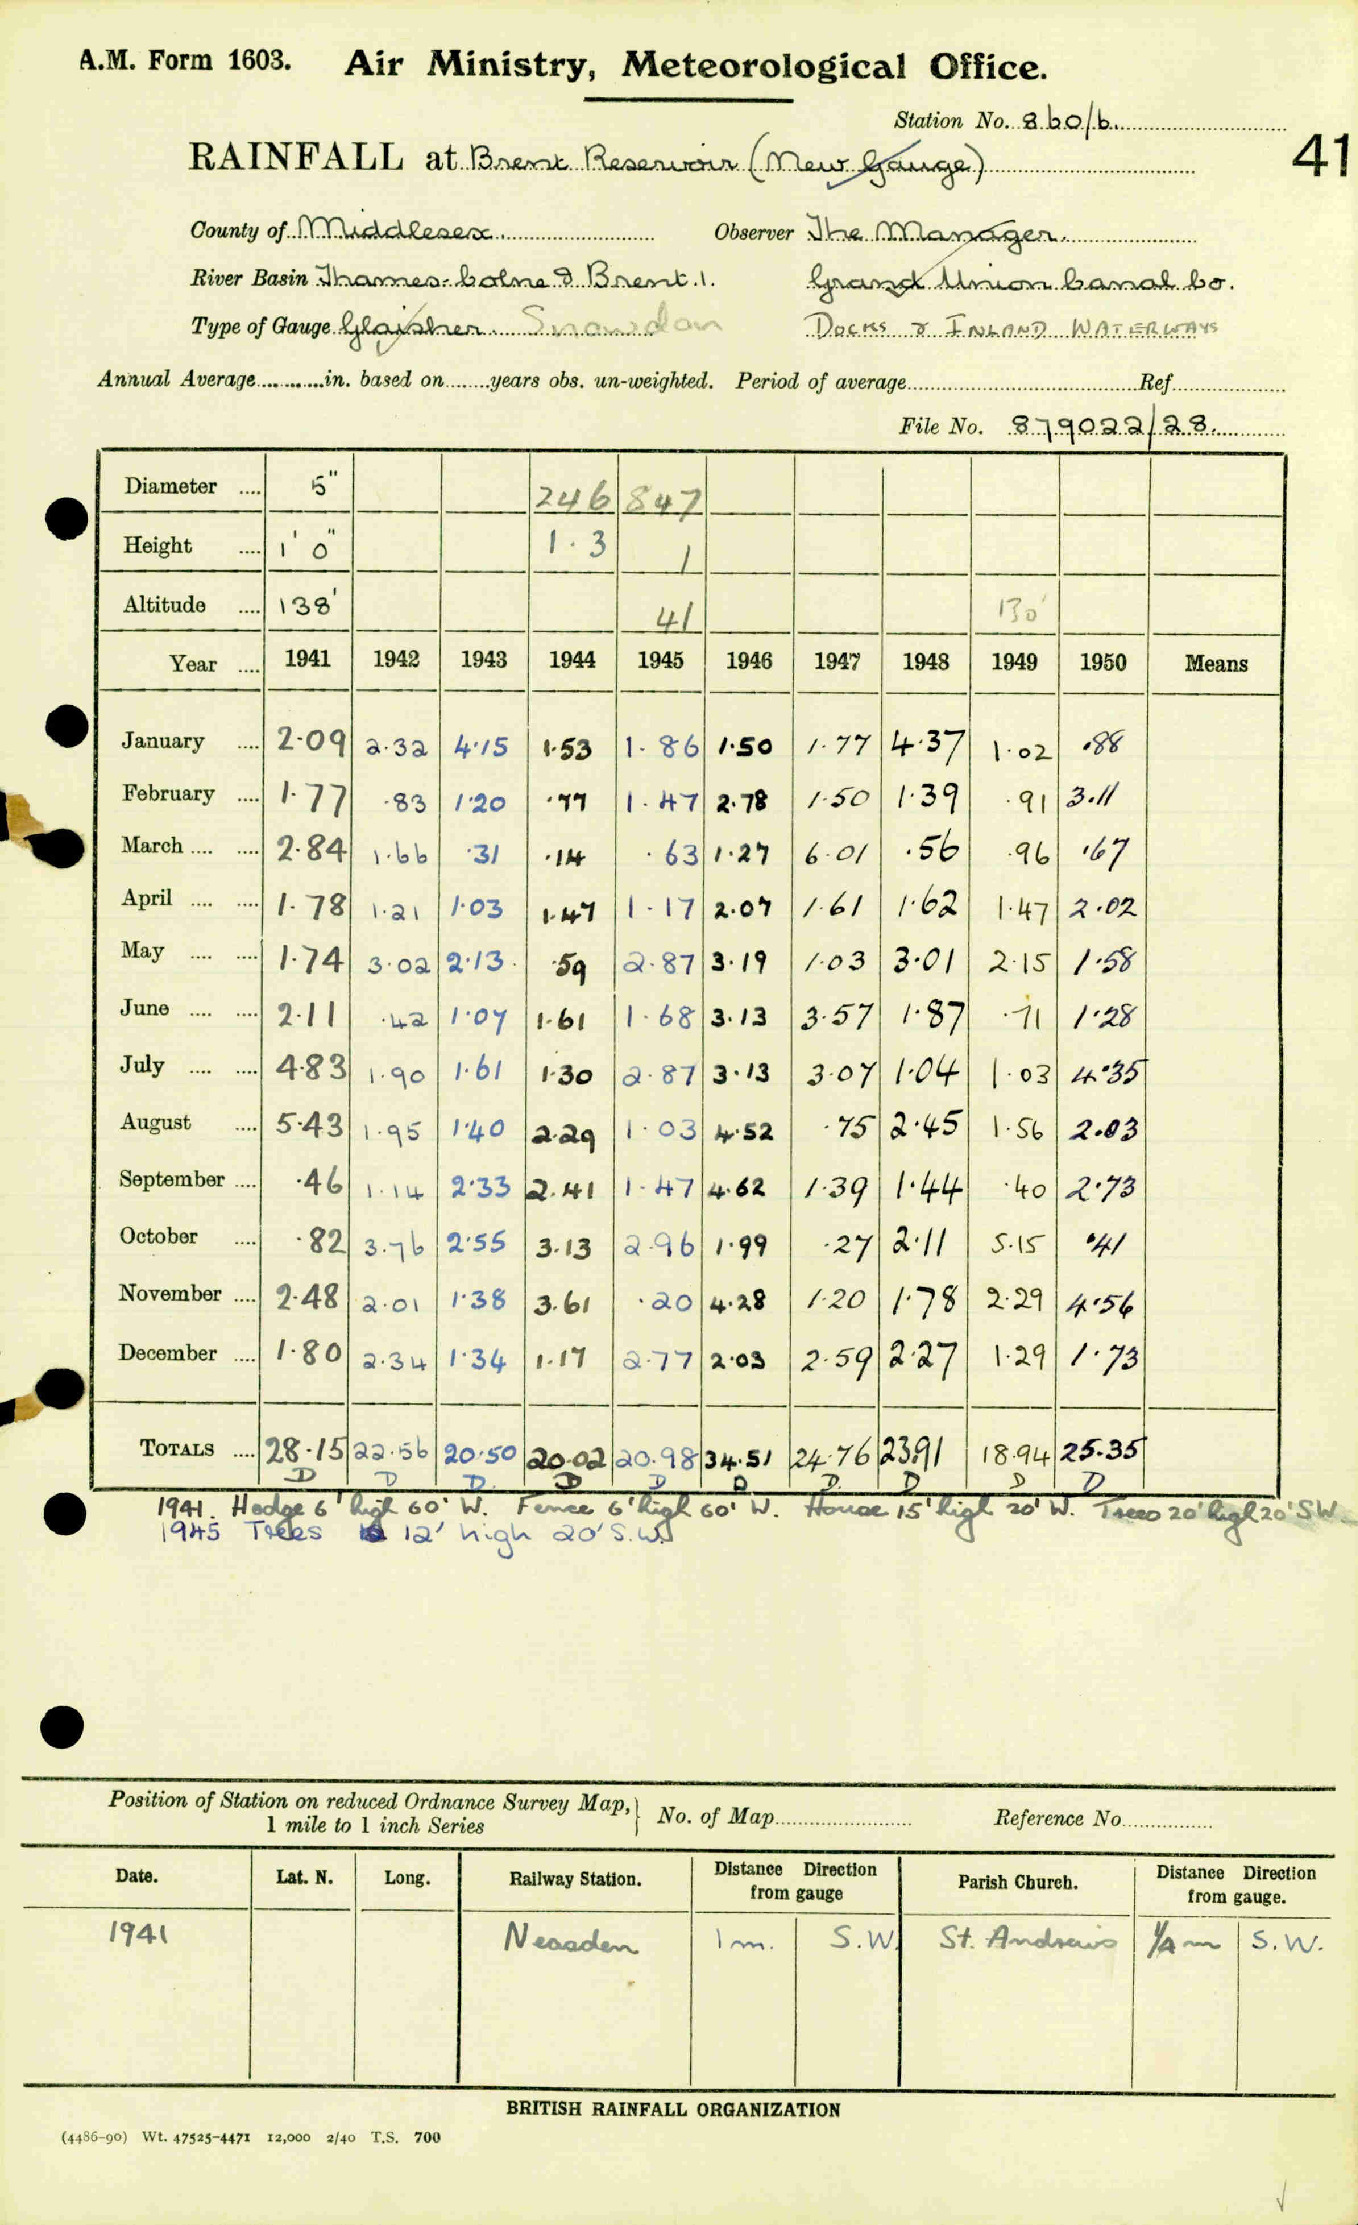 A.M. Form 1603. Air Ministry, Meteorological Office.
Station No. 860/6
41
RAINFALL at Brent Reservoir (New Gauge)
County of Middlesex Observer The Manager
River Basin Thames-Colne & Brent. 1. Grand Union Canal Co.
Type of Gauge Glaisher. Snowdon DOCKS & INLAND WATERWAYS
Annual Average in. based on years obs. un-weighted. Period of average Ref
File No. 879022/28
Diameter 5" 246 847
Height 1' 0" 1.3 1
Altitude 138' 41 130'
Year 1941 1942 1943 1944 1945 1946 1947 1948 1949 1950 Means
January 2.09 2.32 4.15 1.53 1.86 1.50 1.77 4.37 1.02 .88
February 1.77 .83 1.20 .77 1.47 2.78 1.50 1.39 .91 3.11
March 2.84 1.66 .31 .14 .63 1.27 6.01 .56 .96 .67
April 1.78 1.21 1.03 1.47 1.17 2.07 1.61 1.62 1.47 2.02
May 1.74 3.02 2.13 .59 2.87 3.19 1.03 3.01 2.15 1.58
June 2.11 .42 1.07 1.61 1.68 3.13 3.57 1.87 .71 1.28
July 4.83 1.90 1.61 1.30 2.87 3.13 3.07 1.04 1.03 4.35
August 5.43 1.95 1.40 2.29 1.03 4.52 .75 2.45 1.56 2.03
September .46 1.14 2.33 2.41 1.47 4.62 1.39 1.44 .40 2.73
October .82 3.76 2.55 3.13 2.96 1.99 .27 2.11 5.15 .41
November 2.48 2.01 1.38 3.61 .20 4.28 1.20 1.78 2.29 4.56
December 1.80 2.34 1.34 1.17 2.77 2.03 2.59 2.27 1.29 1.73
TOTALS 28.15 22.56 20.50 20.02 20.98 34.51 24.76 23.91 18.94 25.35
D D D D D D D D D D
1941. Hedge 6' high 60' W. Fence 6' high 60' W. House 15' high 20' W. Trees 20' high 20' SW
1945 Trees 12' high 20' S.W.
Position of Station on reduced Ordnance Survey Map, No. of Map Reference No
1 mile to 1 inch Series
Date. Lat. N. Long. Railway Station. Distance Direction from gauge Parish Church. Distance Direction from gauge.
1941 Neasden 1 m. S.W. St. Andrews 1/4 m S.W.
BRITISH RAINFALL ORGANIZATION
(4486-90) Wt. 47525-4471 12,000 2/40 T.S. 700